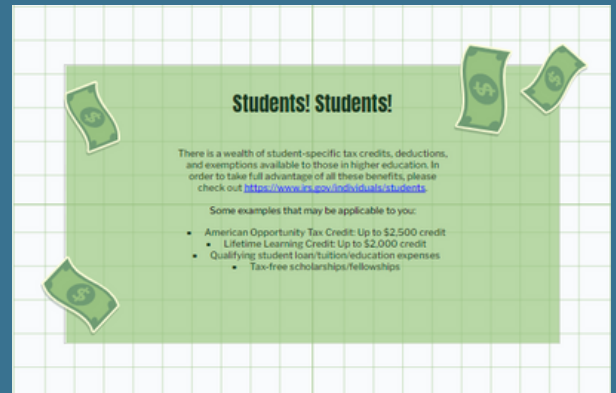 Students! Students!
There is a wealth of student-specific tax credits, deductions,
and exemptions available to those in higher education. In
order to take full advantage of all these benefits, please
check out https://www.irs.gov/individuals/students.
Some examples that may be applicable to you:
• American Opportunity Tax Credit: Up to $2,500 credit
• Lifetime Learning Credit: Up to $2,000 credit
• Qualifying student loan/tuition/education expenses
• Tax-free scholarships/fellowships